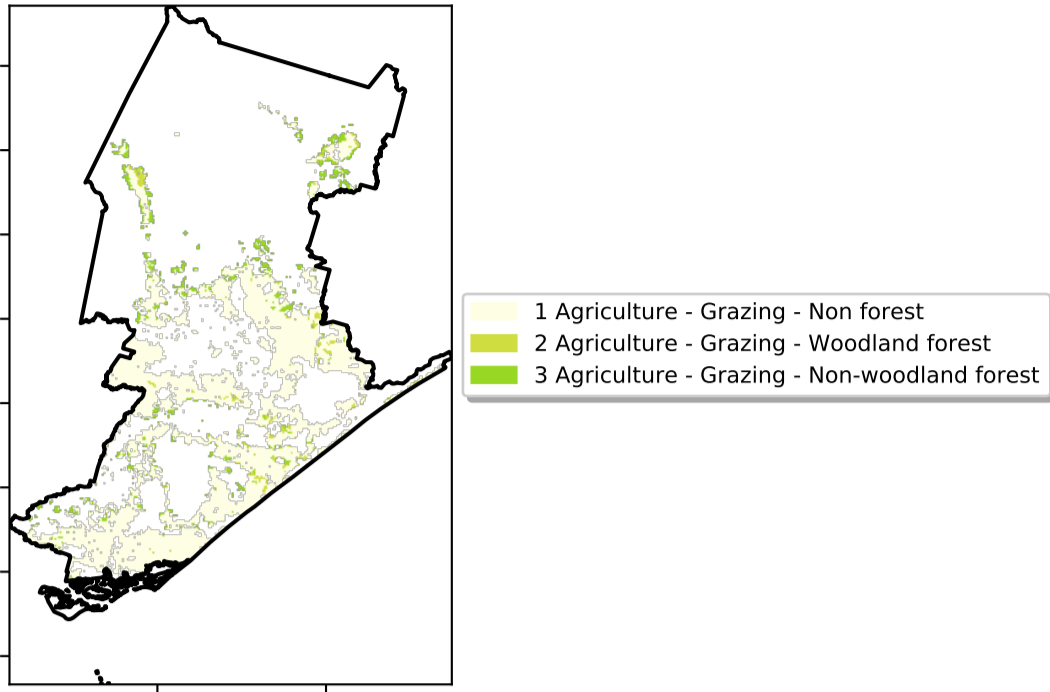 1 Agriculture - Grazing - Non forest
2 Agriculture - Grazing - Woodland forest
3 Agriculture - Grazing - Non-woodland forest